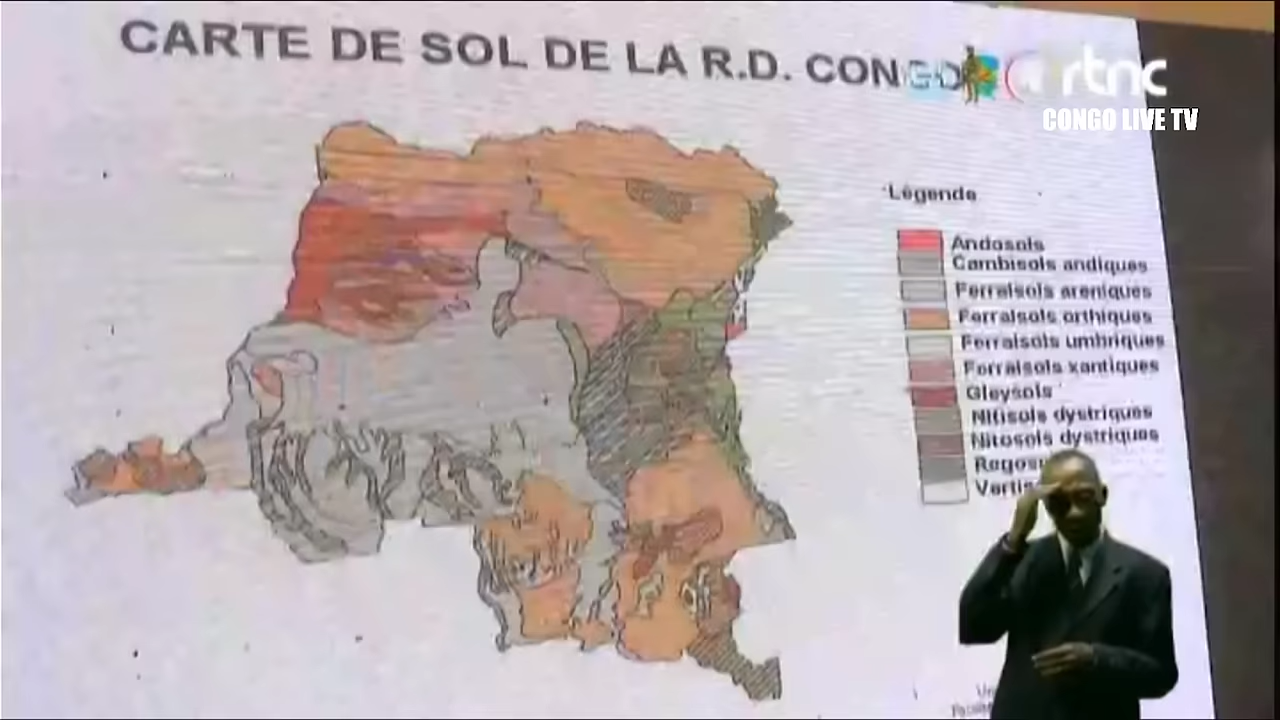 CARTE DE SOL DE LA R.D. CONGO
rtnc
CONGO LIVE TV
Légende
Andosols
Cambisols andiques
Ferralsols areniques
Ferralsols orthiques
Ferralsols umbriques
Ferralsols xantiques
Gleysols
Nitisols dystriques
Nitosols dystriques